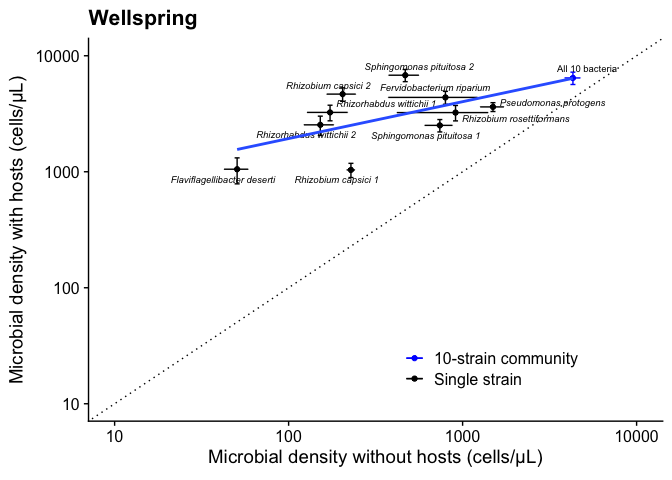 Wellspring
Microbial density with hosts (cells/µL)
10000
1000
100
10
Sphingomonas pituitosa 2
All 10 bacteria
Rhizobium capsici 2
Fervidobacterium riparium
Rhizorhabdus wittichii 1
Pseudomonas protogens
Rhizobium rosettiformans
Rhizorhabdus wittichii 2
Sphingomonas pituitosa 1
Flaviflagellibacter deserti
Rhizobium capsici 1
10-strain community
Single strain
10
100
1000
10000
Microbial density without hosts (cells/µL)